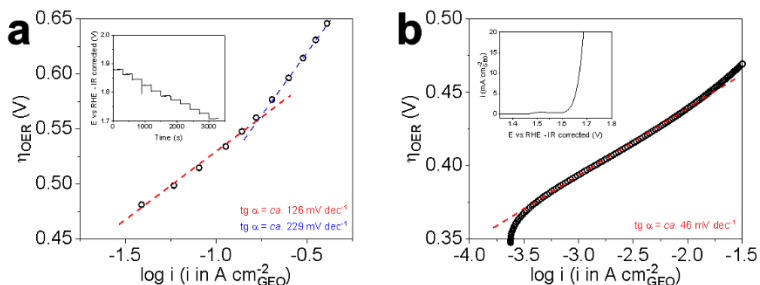 a
η_OER (V)
0.65
0.60
0.55
0.50
0.45
-1.5
-1.0
-0.5
log i (i in A cm⁻²_GEO)
E vs RHE - IR corrected (V)
2.0
1.9
1.8
1.7
0
1000
2000
3000
Time (s)
tg α = ca. 126 mV dec⁻¹
tg α = ca. 229 mV dec⁻¹
b
η_OER (V)
0.50
0.45
0.40
0.35
-4.0
-3.5
-3.0
-2.5
-2.0
-1.5
log i (i in A cm⁻²_GEO)
i (mA cm⁻²_GEO)
20
15
10
5
0
1.4
1.5
1.6
1.7
1.8
E vs RHE - IR corrected (V)
tg α = ca. 46 mV dec⁻¹